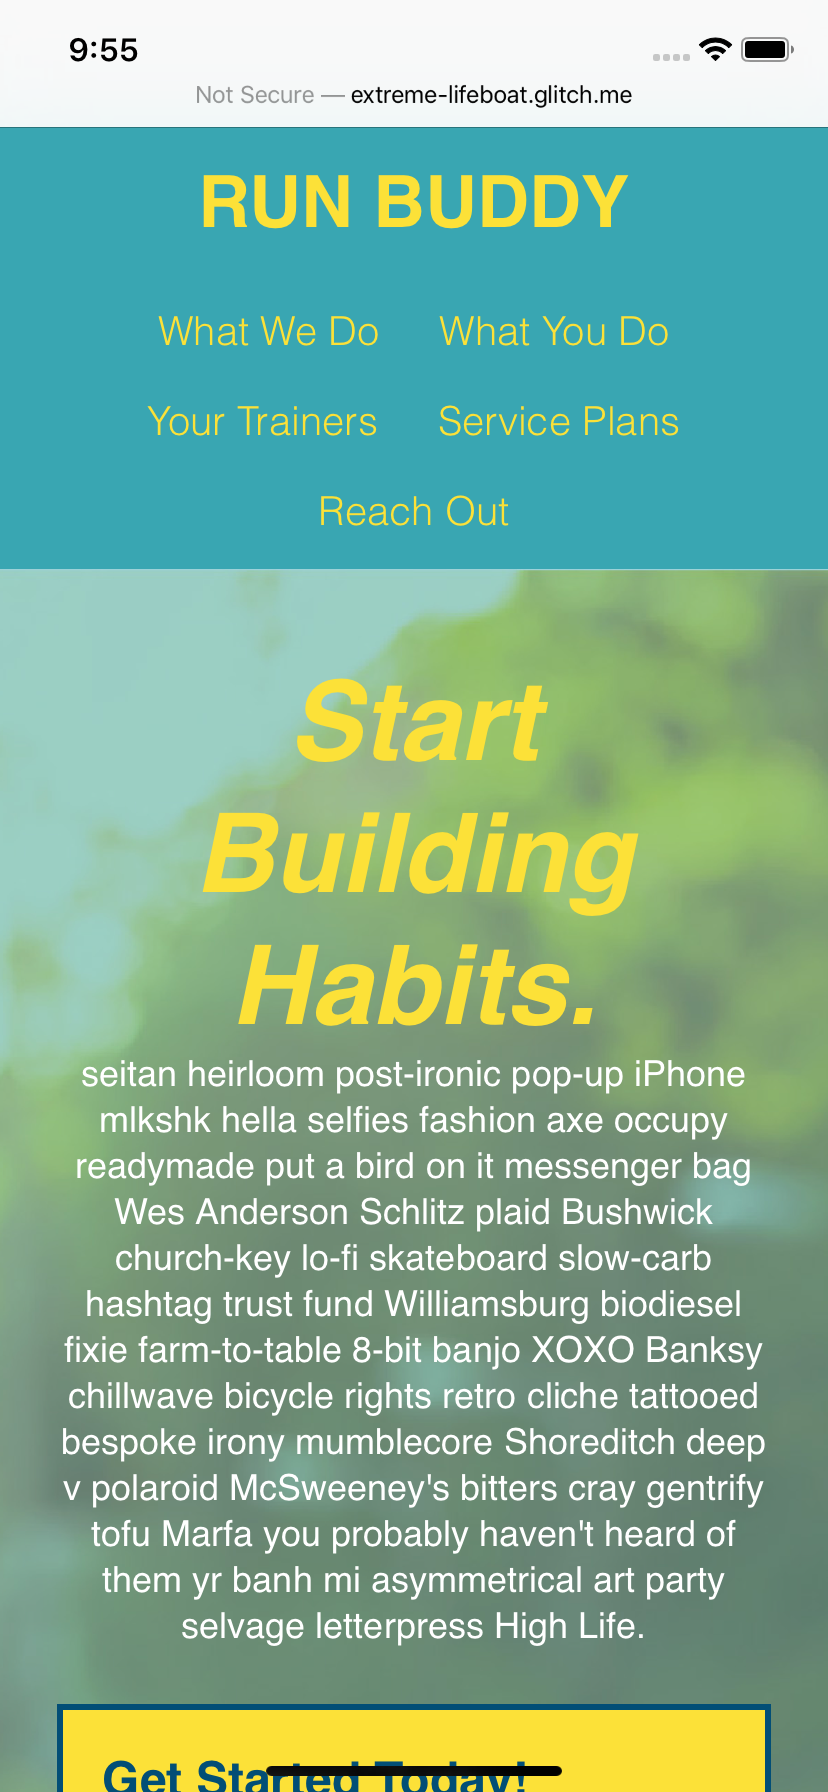 9:55
Not Secure — extreme-lifeboat.glitch.me
RUN BUDDY
What We Do What You Do
Your Trainers Service Plans
Reach Out
Start
Building
Habits.
seitan heirloom post-ironic pop-up iPhone
mlkshk hella selfies fashion axe occupy
readymade put a bird on it messenger bag
Wes Anderson Schlitz plaid Bushwick
church-key lo-fi skateboard slow-carb
hashtag trust fund Williamsburg biodiesel
fixie farm-to-table 8-bit banjo XOXO Banksy
chillwave bicycle rights retro cliche tattooed
bespoke irony mumblecore Shoreditch deep
v polaroid McSweeney's bitters cray gentrify
tofu Marfa you probably haven't heard of
them yr banh mi asymmetrical art party
selvage letterpress High Life.
Get Started Today!